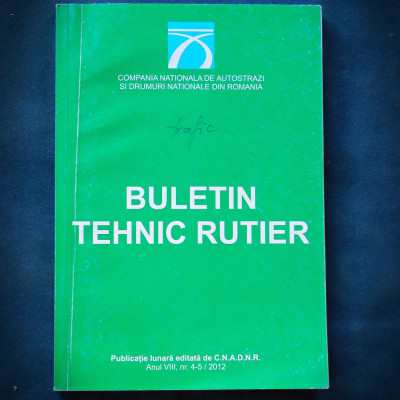 COMPANIA NATIONALA DE AUTOSTRAZI
SI DRUMURI NATIONALE DIN ROMANIA
trafic
BULETIN
TEHNIC RUTIER
Publicație lunară editată de C.N.A.D.N.R.
Anul VIII, nr. 4-5 / 2012